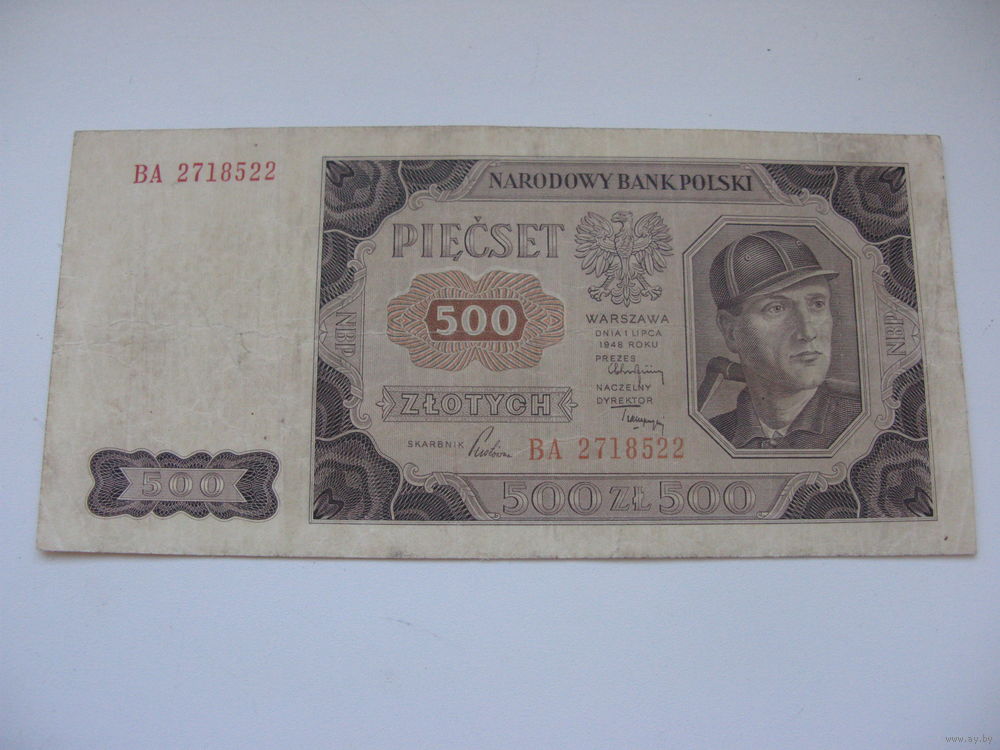 BA 2718522
NARODOWY BANK POLSKI
PIĘĆSET
500
WARSZAWA
DNIA 1 LIPCA
1948 ROKU
PREZES
NACZELNY
DYREKTOR
ZŁOTYCH
SKARBNIK
BA 2718522
500 ZŁ 500
500
NBP
NBP
www.ay.by